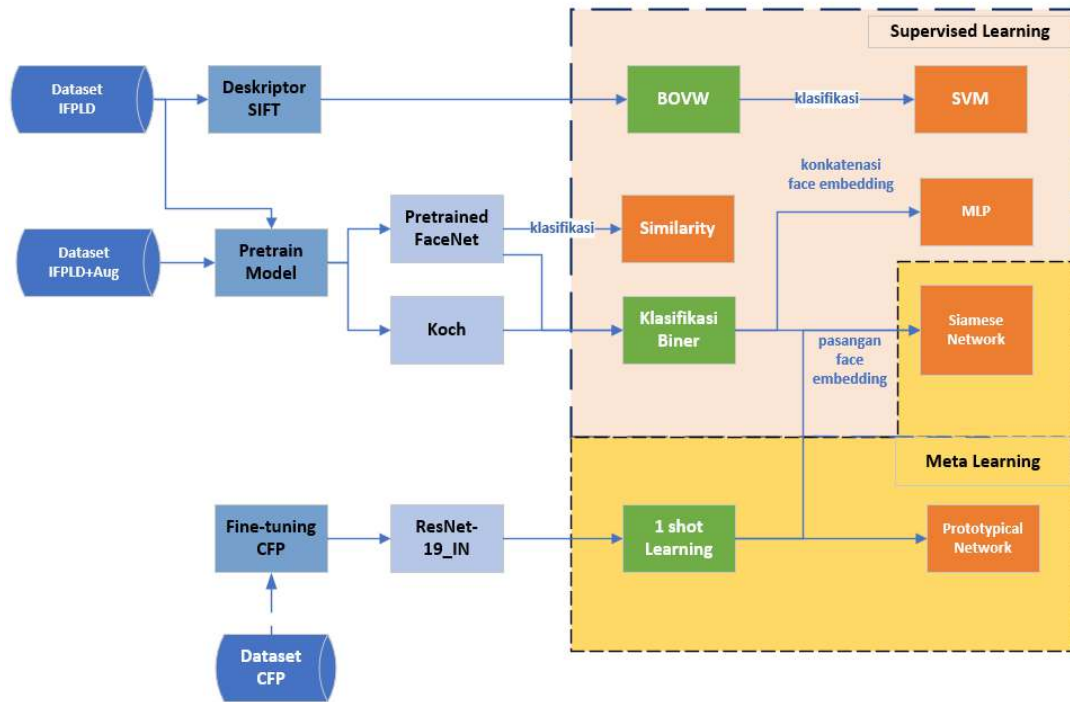 Supervised Learning
Dataset
IFPLD
Deskriptor
SIFT
BOVW
klasifikasi
SVM
konkatenasi
face embedding
MLP
Dataset
IFPLD+Aug
Pretrain
Model
Pretrained
FaceNet
klasifikasi
Similarity
Koch
Klasifikasi
Biner
pasangan
face
embedding
Siamese
Network
Meta Learning
Fine-tuning
CFP
ResNet-
19_IN
1 shot
Learning
Prototypical
Network
Dataset
CFP